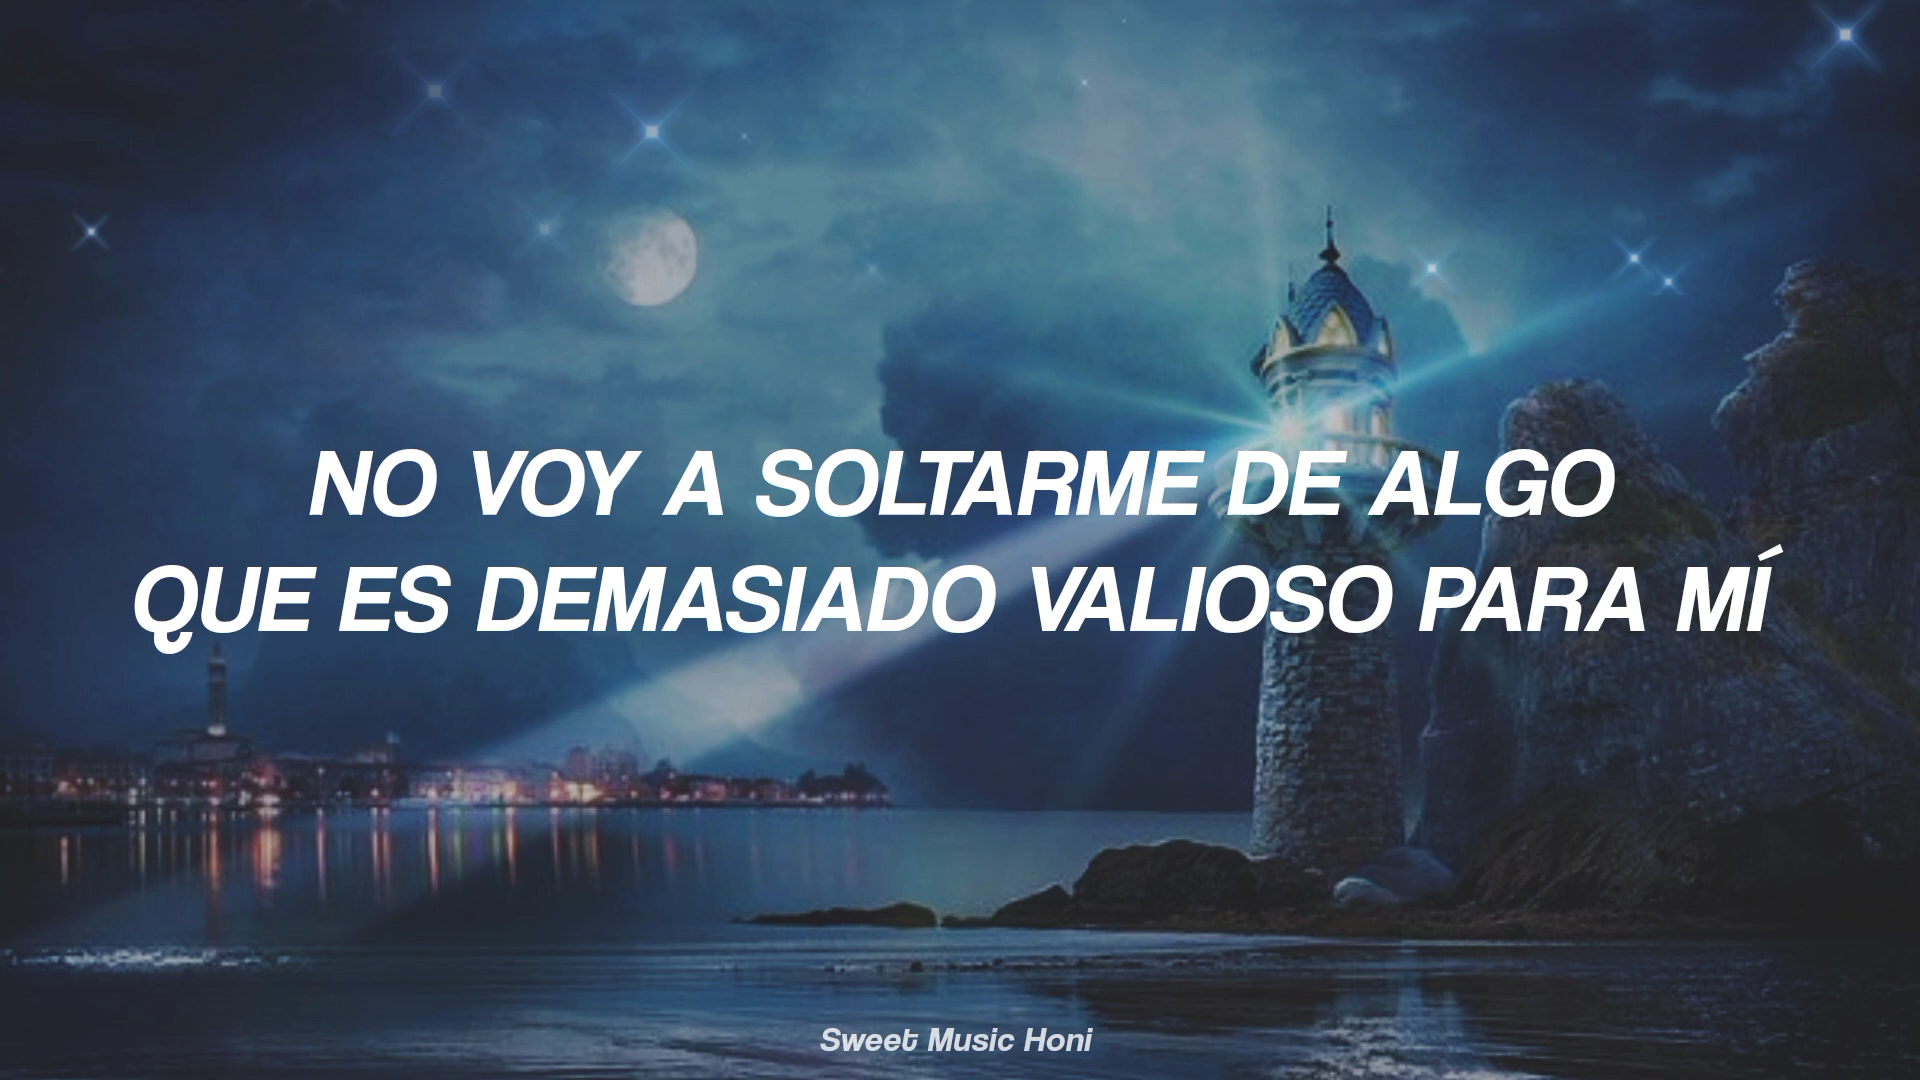 NO VOY A SOLTARME DE ALGO
QUE ES DEMASIADO VALIOSO PARA MÍ
Sweet Music Honi